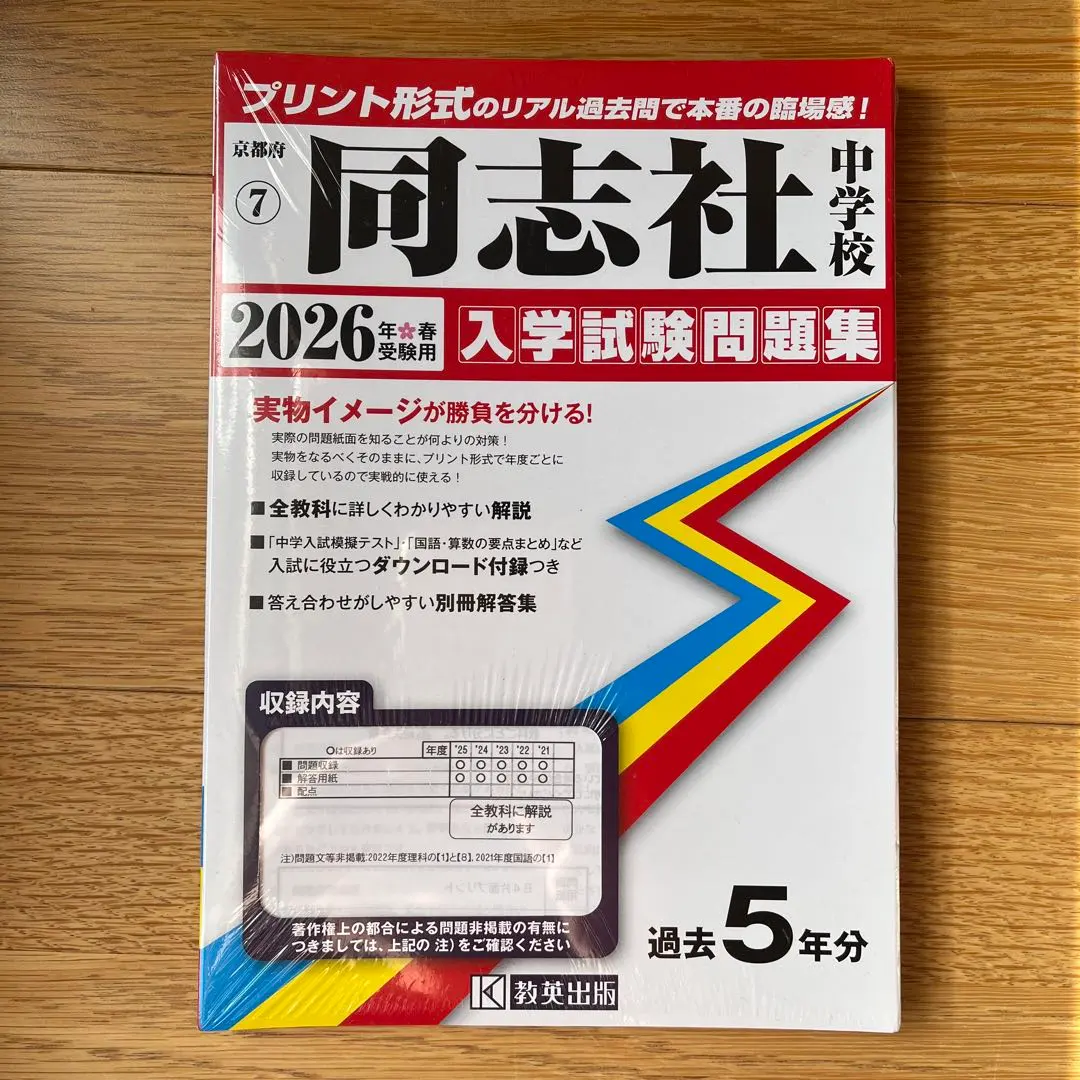 プリント形式のリアル過去問で本番の臨場感！
京都府
⑦
同志社
中学校
2026年春受験用
入学試験問題集
実物イメージが勝負を分ける！
実際の問題紙面を知ることが何よりの対策！
実物をなるべくそのままに、プリント形式で年度ごとに
収録しているので実戦的に使える！
■全教科に詳しくわかりやすい解説
■「中学入試模擬テスト」・「国語・算数の要点まとめ」など
入試に役立つダウンロード付録つき
■答え合わせがしやすい別冊解答集
収録内容
○は収録あり 年度 '25 '24 '23 '22 '21
■ 問題収録 ○ ○ ○ ○ ○
■ 解答用紙 ○ ○ ○ ○ ○
■ 配点
全教科に解説
があります
注)問題文等非掲載:2022年度理科の【1】と【8】、2021年度国語の【1】
B4片面プリント
著作権上の都合による問題非掲載の有無に
つきましては、上記の 注）をご確認ください
過去5年分
教英出版